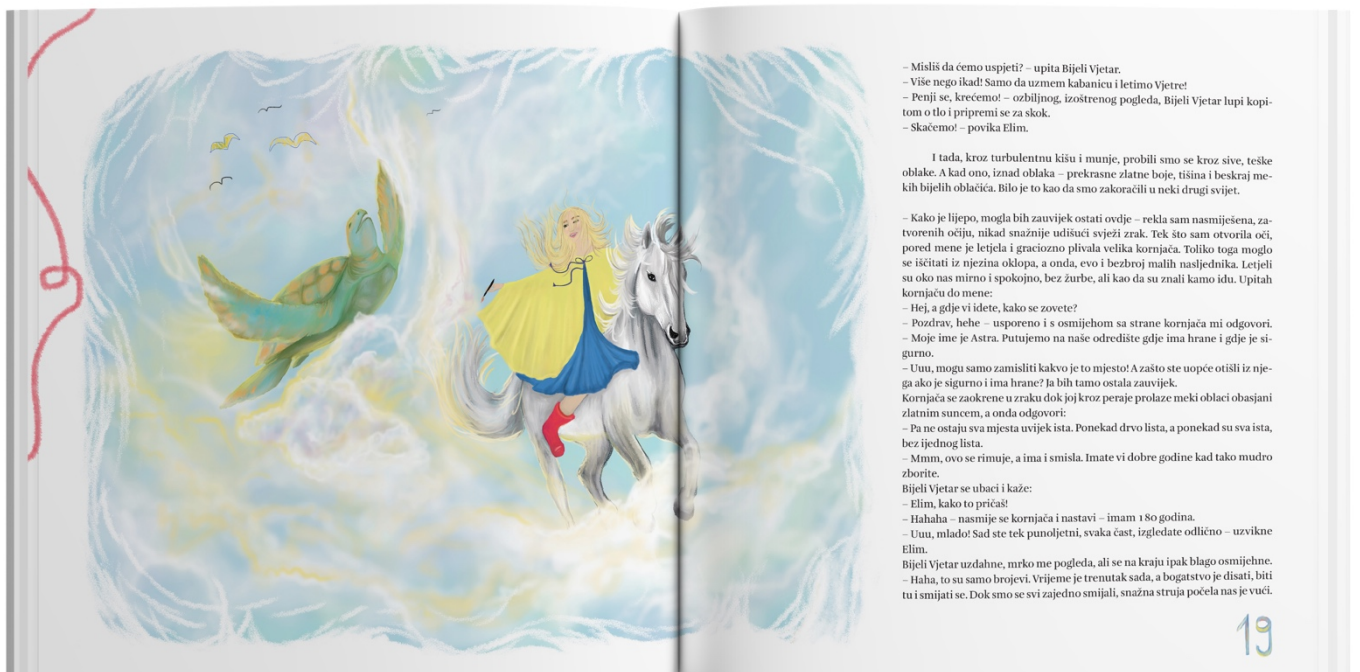 – Misliš da ćemo uspjeti? – upita Bijeli Vjetar.
– Više nego ikad! Samo da uzmem kabanicu i letimo Vjetre!
– Penji se, krećemo! – ozbiljnog, izoštrenog pogleda, Bijeli Vjetar lupi kopi-
tom o tlo i pripremi se za skok.
– Skačemo! – povika Elim.
I tada, kroz turbulentnu kišu i munje, probili smo se kroz sive, teške
oblake. A kad ono, iznad oblaka – prekrasne zlatne boje, tišina i beskraj me-
kih bijelih oblačića. Bilo je to kao da smo zakoračili u neki drugi svijet.
– Kako je lijepo, mogla bih zauvijek ostati ovdje – rekla sam nasmiješena, za-
tvorenih očiju, nikad snažnije udišući svježi zrak. Tek što sam otvorila oči,
pored mene je letjela i graciozno plivala velika kornjača. Toliko toga moglo
se iščitati iz njezina oklopa, a onda, evo i bezbroj malih nasljednika. Letjeli
su oko nas mirno i spokojno, bez žurbe, ali kao da su znali kamo idu. Upitah
kornjaču do mene:
– Hej, a gdje vi idete, kako se zovete?
– Pozdrav, hehe – usporeno i s osmijehom sa strane kornjača mi odgovori.
– Moje ime je Astra. Putujemo na naše odredište gdje ima hrane i gdje je si-
gurno.
– Uuu, mogu samo zamisliti kakvo je to mjesto! A zašto ste uopće otišli iz nje-
ga ako je sigurno i ima hrane? Ja bih tamo ostala zauvijek.
Kornjača se zaokrene u zraku dok joj kroz peraje prolaze meki oblaci obasjani
zlatnim suncem, a onda odgovori:
– Pa ne ostaju sva mjesta uvijek ista. Ponekad drvo lista, a ponekad su sva ista,
bez ijednog lista.
– Mmm, ovo se rimuje, a ima i smisla. Imate vi dobre godine kad tako mudro
zborite.
Bijeli Vjetar se ubaci i kaže:
– Elim, kako to pričaš!
– Hahaha – nasmije se kornjača i nastavi – imam 180 godina.
– Uuu, mlado! Sad ste tek punoljetni, svaka čast, izgledate odlično – uzvikne
Elim.
Bijeli Vjetar uzdahne, mrko me pogleda, ali se na kraju ipak blago osmijehne.
– Haha, to su samo brojevi. Vrijeme je trenutak sada, a bogatstvo je disati, biti
tu i smijati se. Dok smo se svi zajedno smijali, snažna struja počela nas je vući.
19